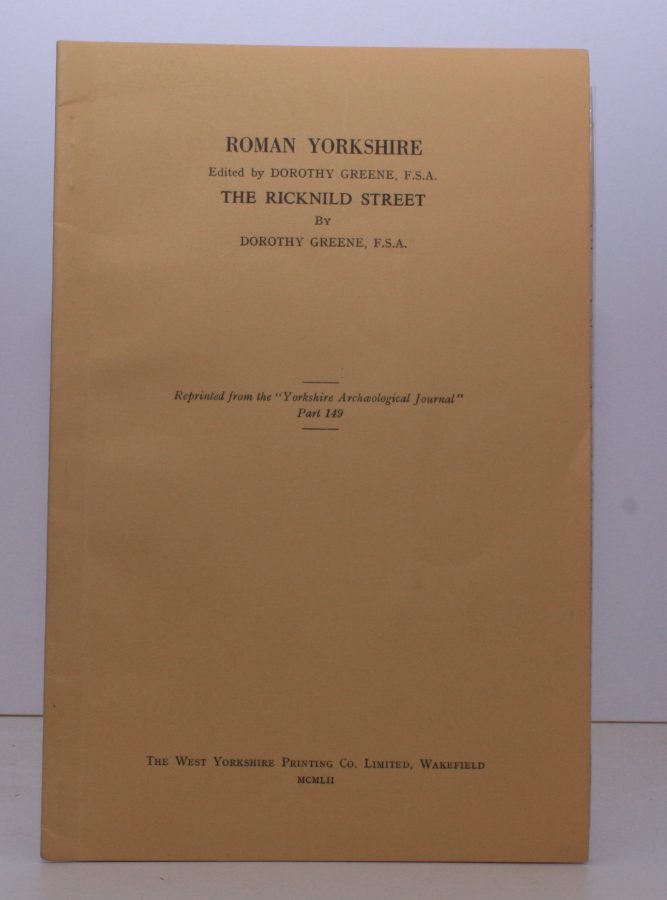 ROMAN YORKSHIRE
Edited by DOROTHY GREENE, F.S.A.
THE RICKNILD STREET
By
DOROTHY GREENE, F.S.A.
Reprinted from the "Yorkshire Archæological Journal"
Part 149
The West Yorkshire Printing Co. Limited, Wakefield
MCMLII